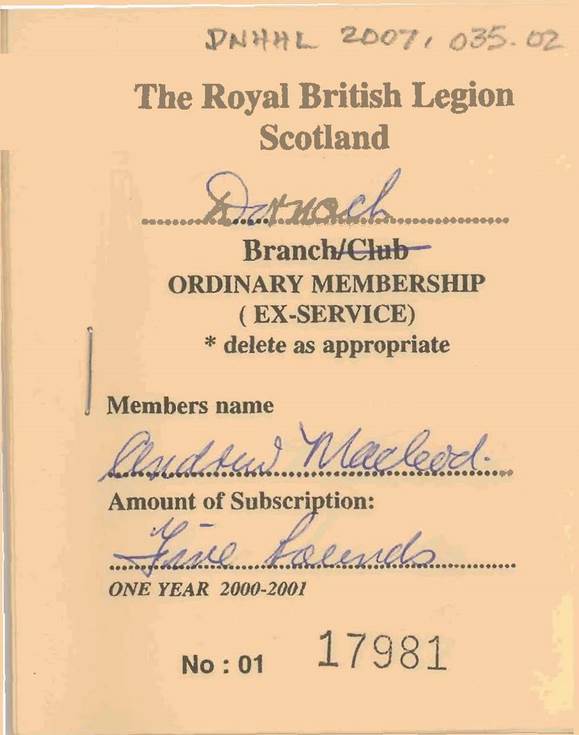 DNHHL 2007, 035.02
The Royal British Legion
Scotland
Dornoch
Branch/Club
ORDINARY MEMBERSHIP
( EX-SERVICE)
* delete as appropriate
Members name
Andrew Macleod.
Amount of Subscription:
Five Pounds
ONE YEAR 2000-2001
No : 01 17981